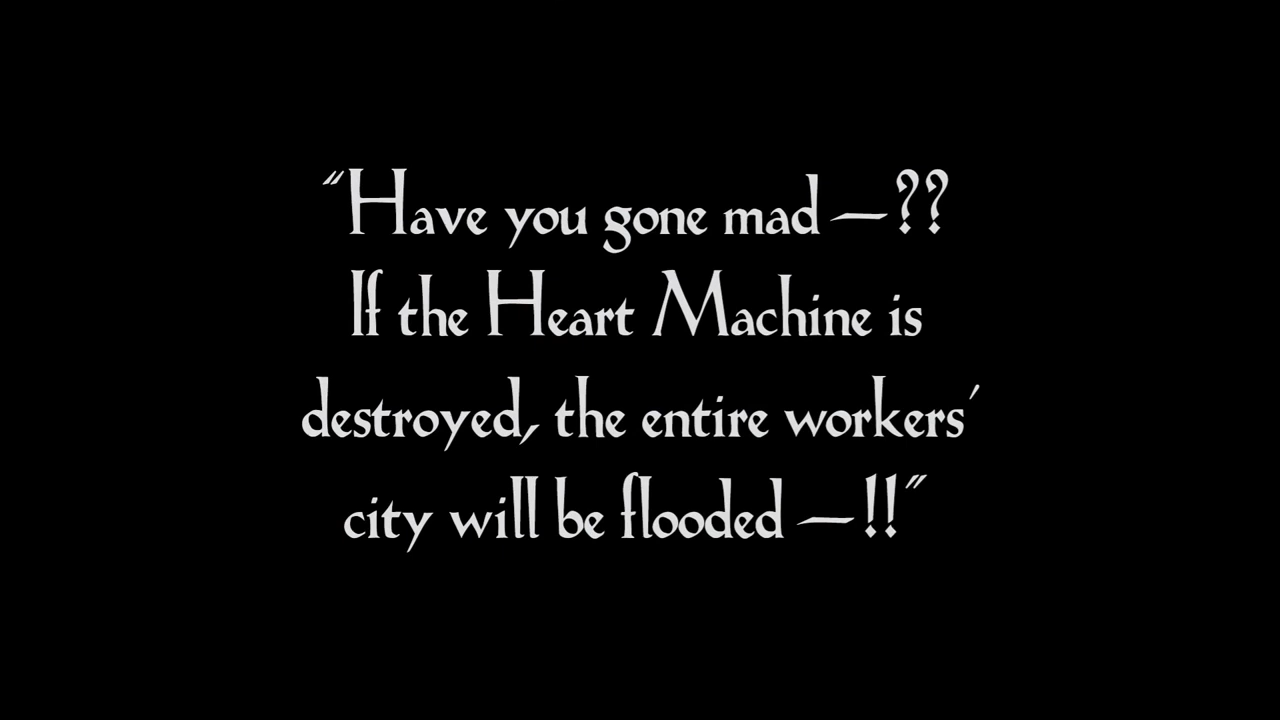 “Have you gone mad —??
If the Heart Machine is
destroyed, the entire workers’
city will be flooded —!!”